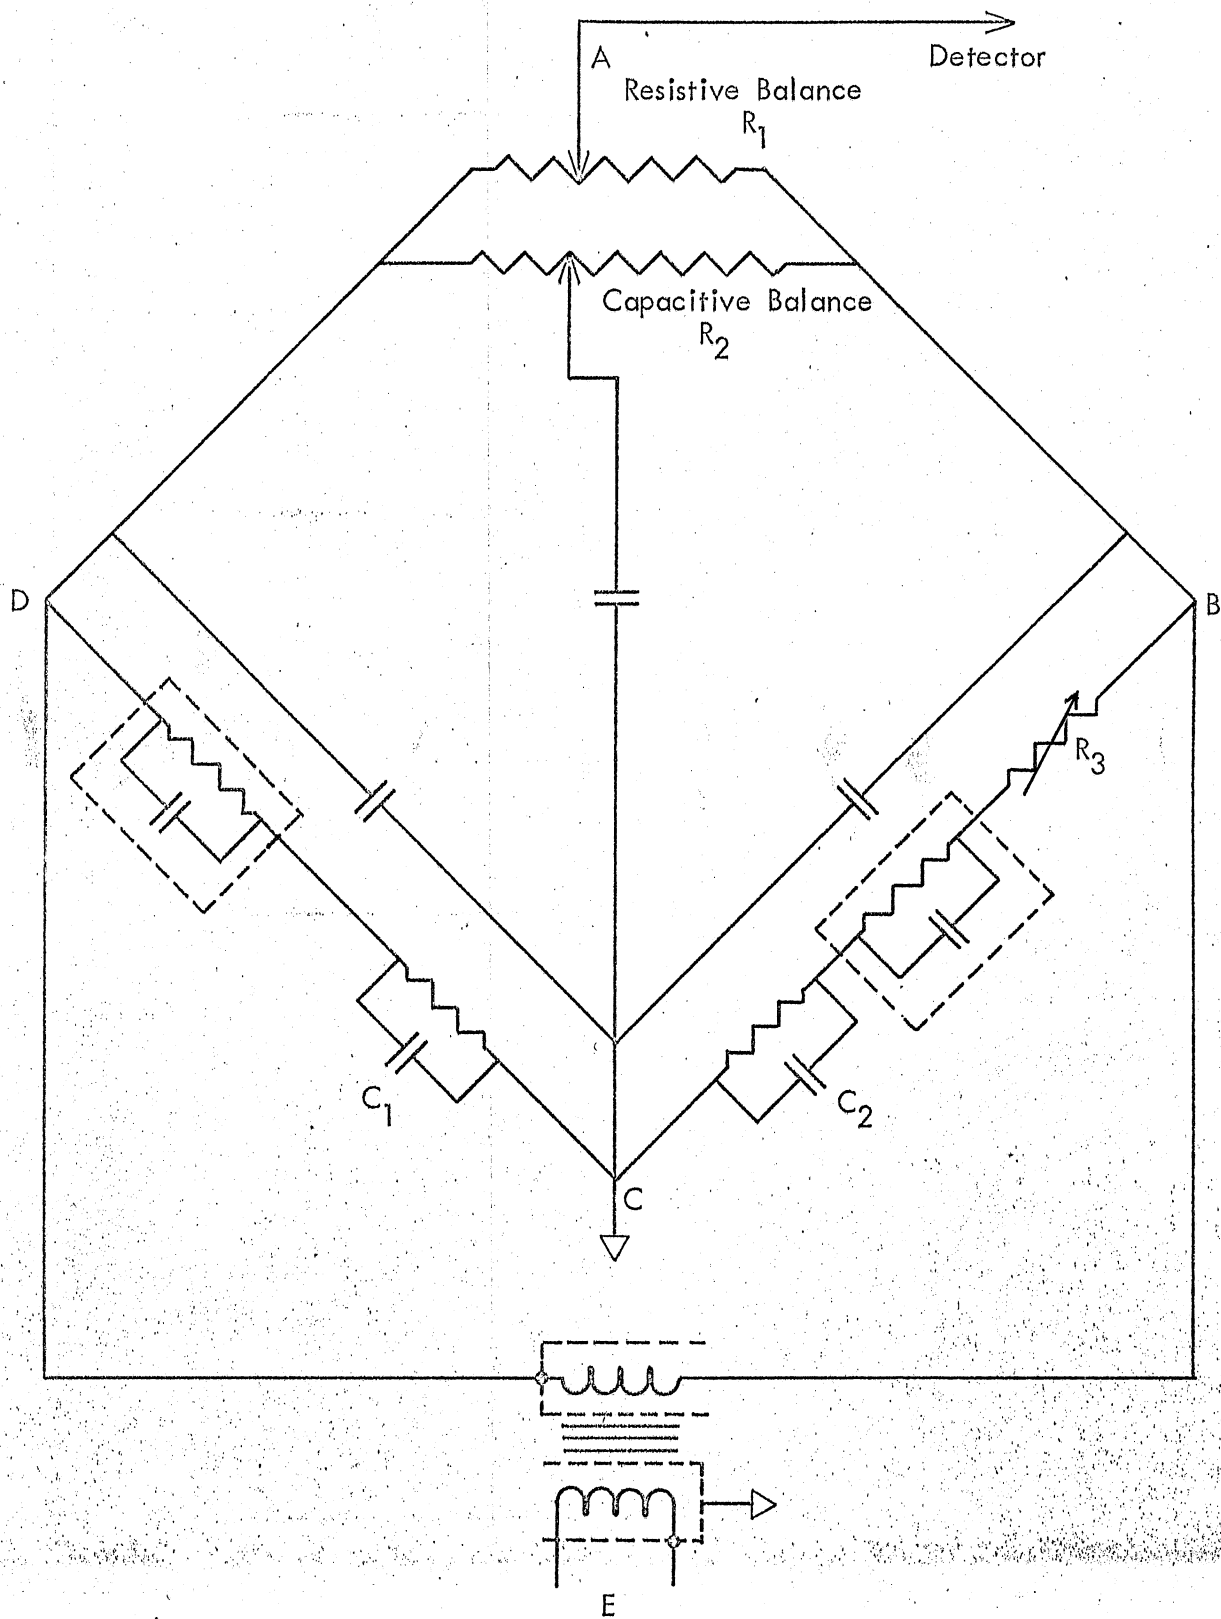 A
Detector
Resistive Balance
R1
Capacitive Balance
R2
D
B
R3
C1
C2
C
E